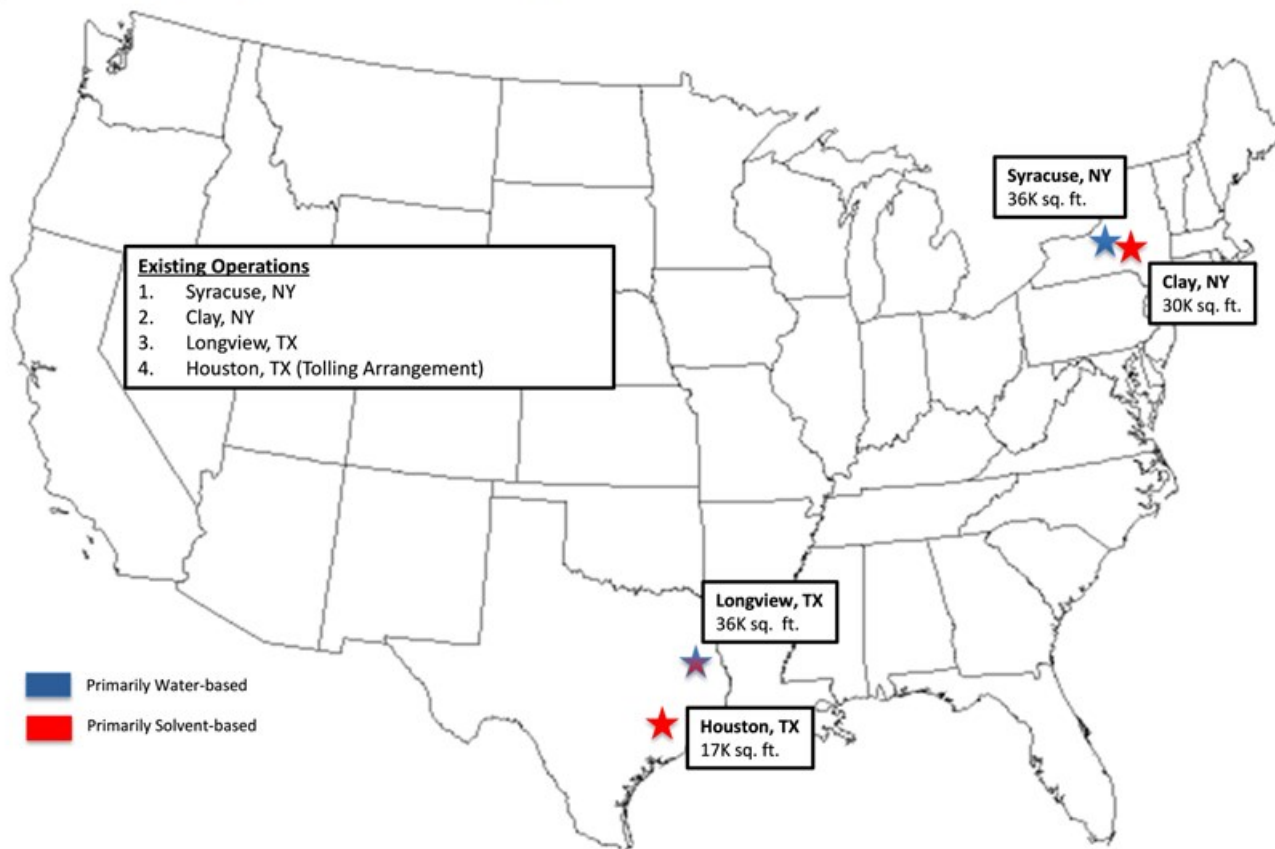 Syracuse, NY
36K sq. ft.
Clay, NY
30K sq. ft.
Existing Operations
1. Syracuse, NY
2. Clay, NY
3. Longview, TX
4. Houston, TX (Tolling Arrangement)
Longview, TX
36K sq. ft.
Houston, TX
17K sq. ft.
Primarily Water-based
Primarily Solvent-based